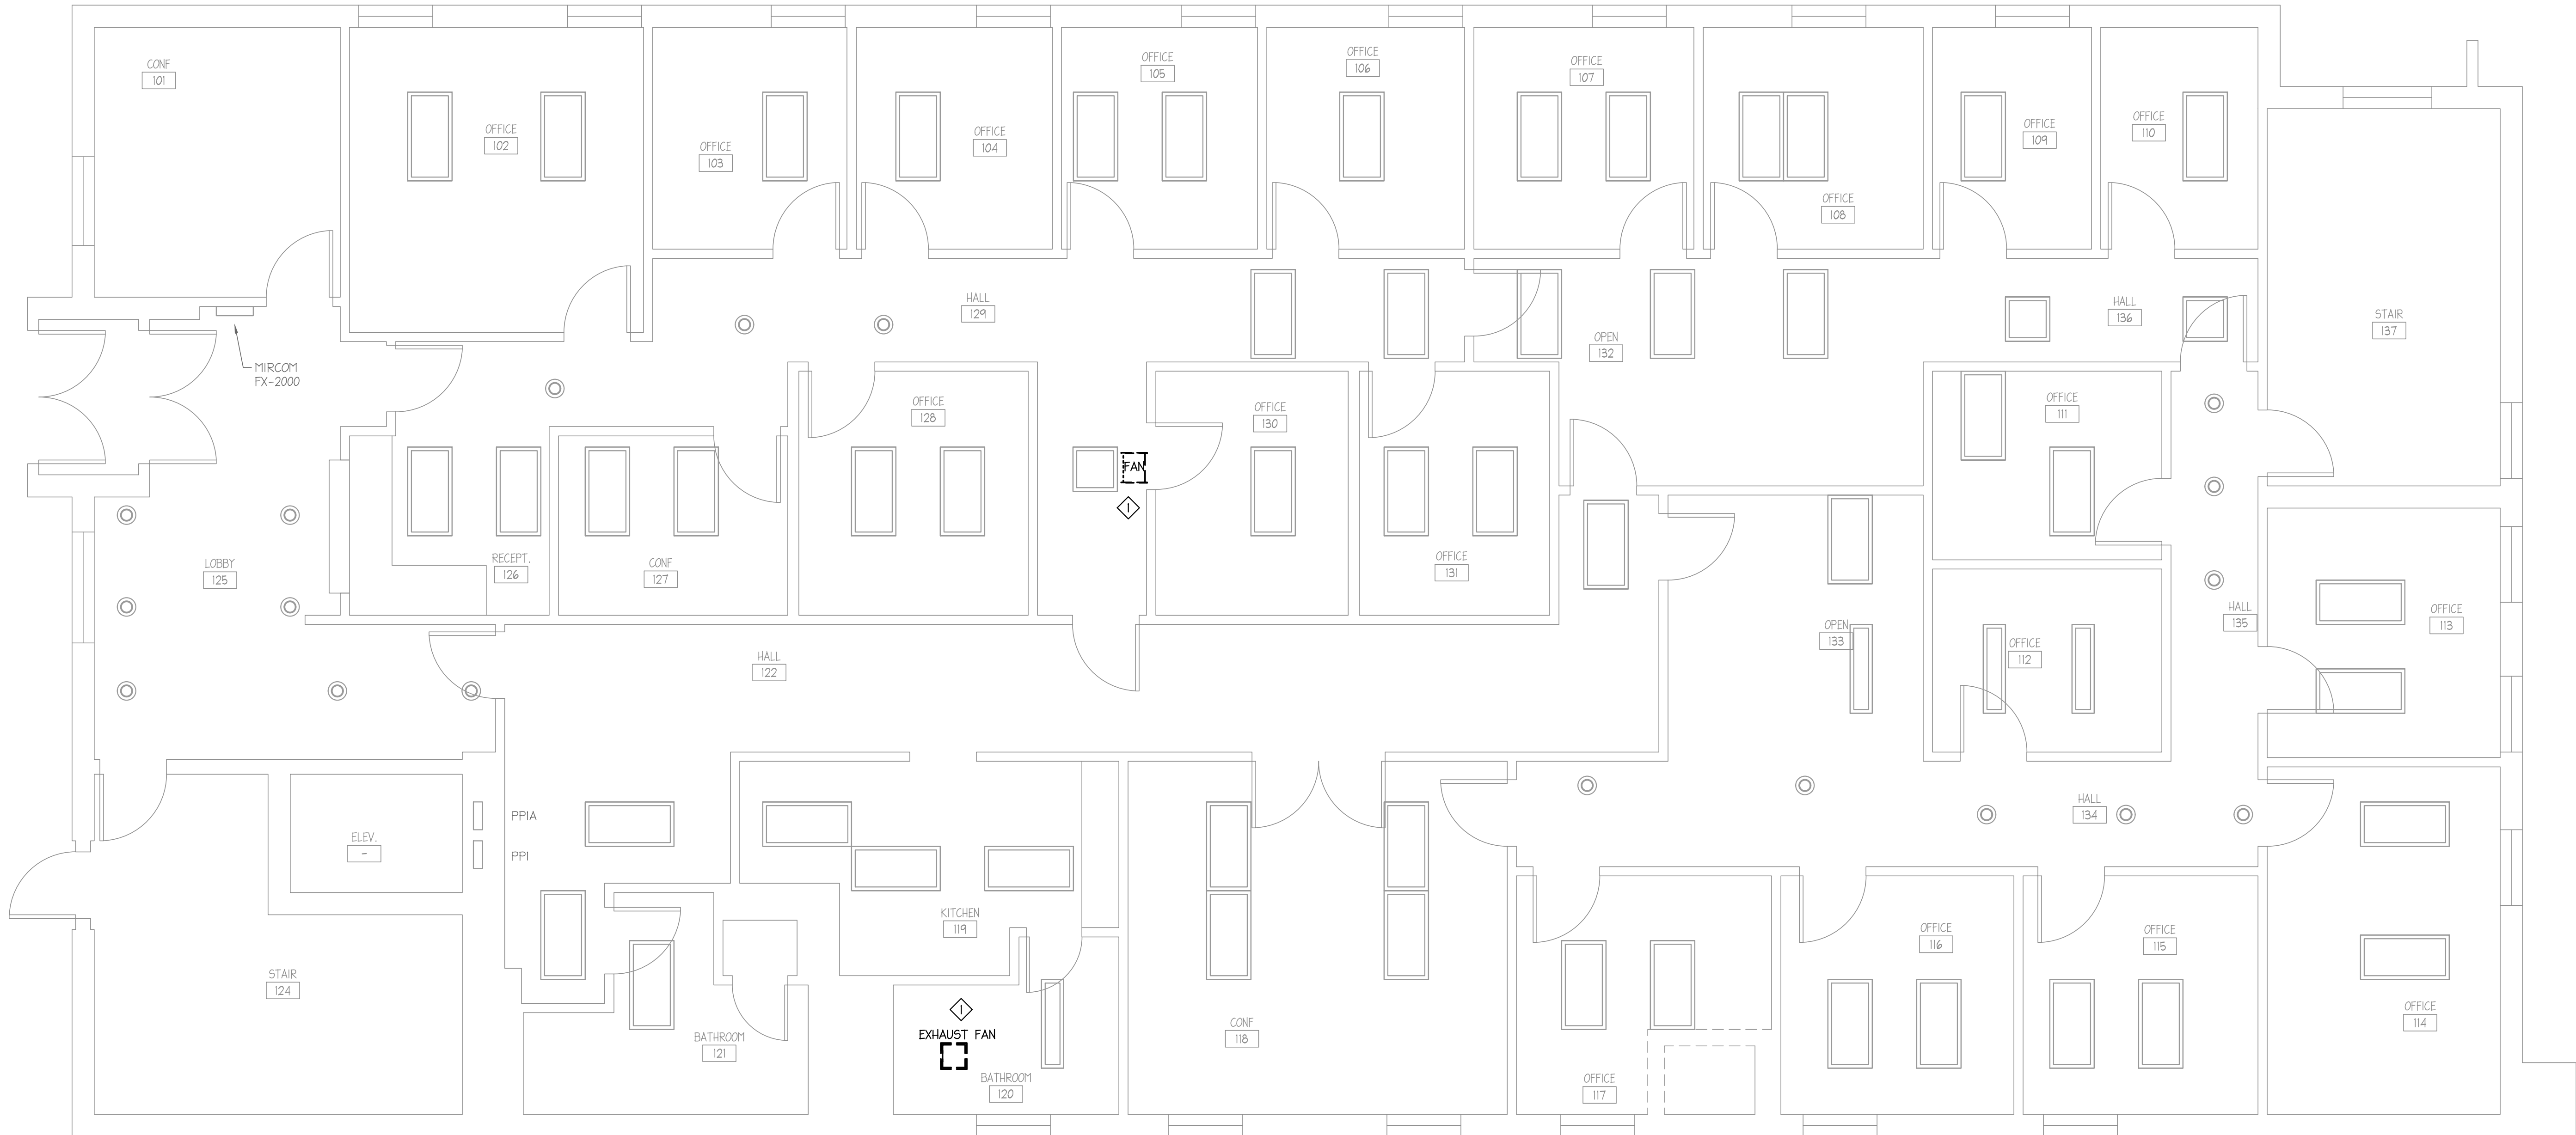 CONF
101
OFFICE
102
OFFICE
103
OFFICE
104
OFFICE
105
OFFICE
106
OFFICE
107
OFFICE
108
OFFICE
109
OFFICE
110
STAIR
137
HALL
129
OPEN
132
HALL
136
MIRCOM
FX-2000
OFFICE
128
OFFICE
130
OFFICE
111
FAN
1
LOBBY
125
RECEPT.
126
CONF
127
OFFICE
131
OPEN
133
OFFICE
112
HALL
135
OFFICE
113
HALL
122
ELEV.
-
PP1A
PP1
HALL
134
KITCHEN
119
OFFICE
116
OFFICE
115
STAIR
124
1
EXHAUST FAN
BATHROOM
121
BATHROOM
120
CONF
118
OFFICE
117
OFFICE
114